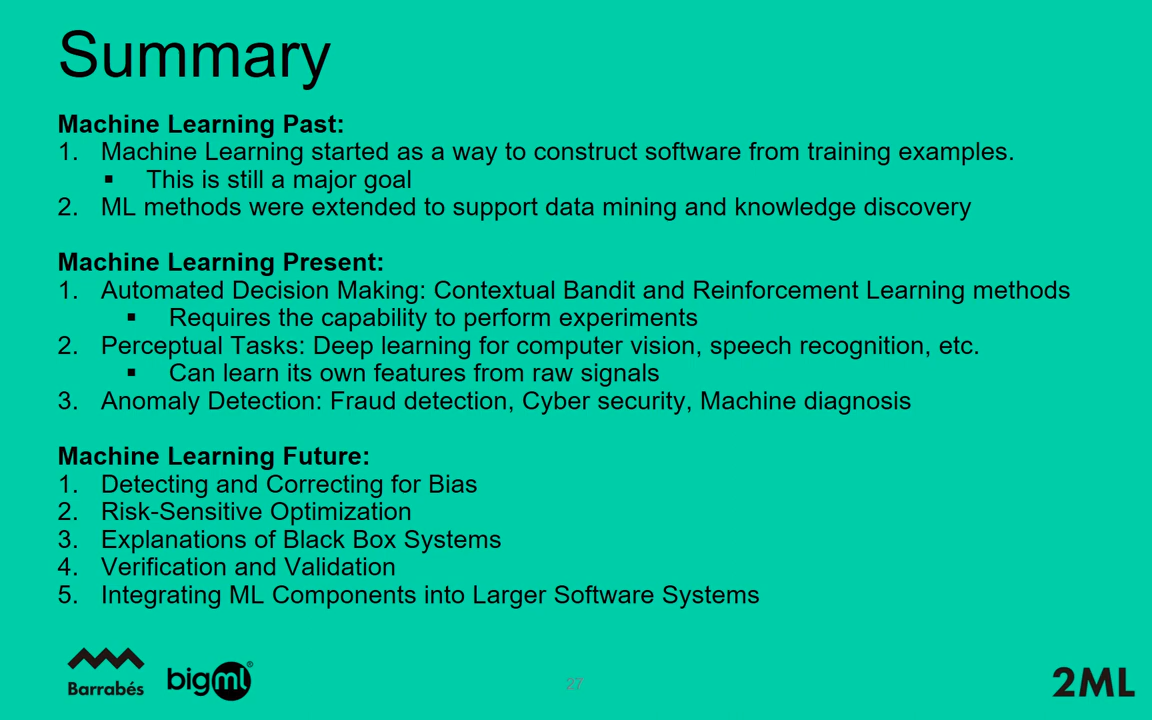 Summary
Machine Learning Past:
1. Machine Learning started as a way to construct software from training examples.
▪ This is still a major goal
2. ML methods were extended to support data mining and knowledge discovery
Machine Learning Present:
1. Automated Decision Making: Contextual Bandit and Reinforcement Learning methods
▪ Requires the capability to perform experiments
2. Perceptual Tasks: Deep learning for computer vision, speech recognition, etc.
▪ Can learn its own features from raw signals
3. Anomaly Detection: Fraud detection, Cyber security, Machine diagnosis
Machine Learning Future:
1. Detecting and Correcting for Bias
2. Risk-Sensitive Optimization
3. Explanations of Black Box Systems
4. Verification and Validation
5. Integrating ML Components into Larger Software Systems
Barrabés bigml® 27 2ML